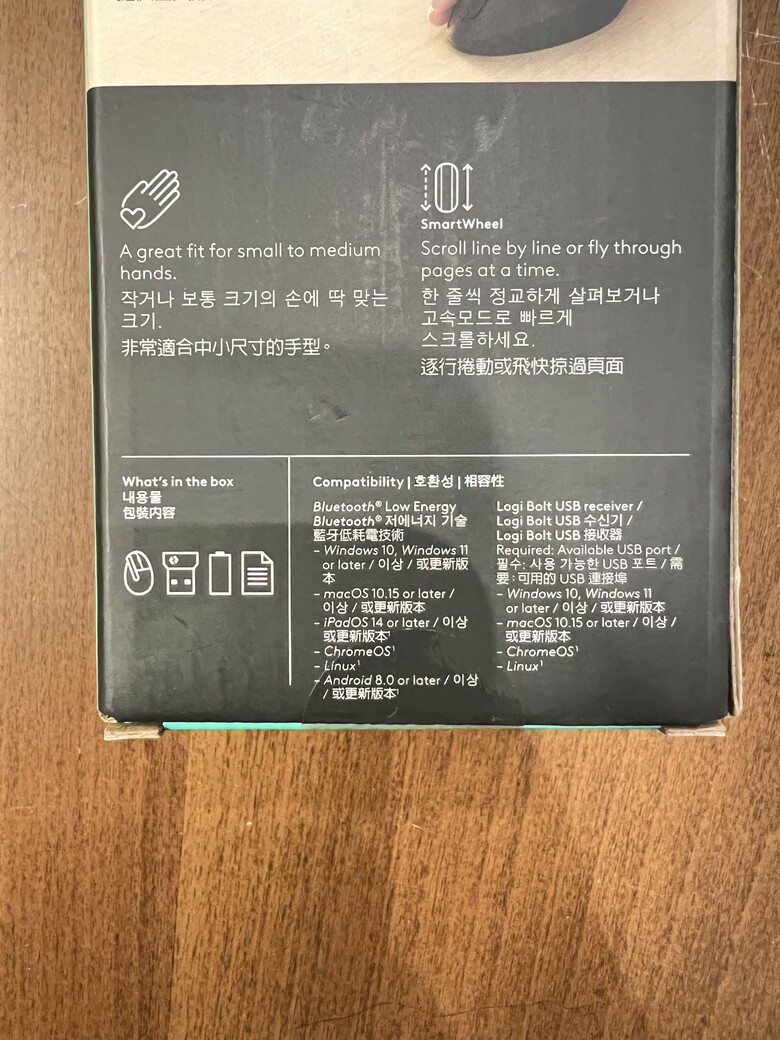 SmartWheel
A great fit for small to medium
hands.
작거나 보통 크기의 손에 딱 맞는
크기.
非常適合中小尺寸的手型。
Scroll line by line or fly through
pages at a time.
한 줄씩 정교하게 살펴보거나
고속모드로 빠르게
스크롤하세요.
逐行捲動或飛快掠過頁面
What's in the box
내용물
包裝内容
Compatibility | 호환성 | 相容性
Bluetooth® Low Energy
Bluetooth® 저에너지 기술
藍牙低耗電技術
– Windows 10, Windows 11
or later / 이상 / 或更新版
本
– macOS 10.15 or later /
이상 / 或更新版本
– iPadOS 14 or later / 이상
或更新版本¹
– ChromeOS¹
– Linux¹
– Android 8.0 or later / 이상
/ 或更新版本¹
Logi Bolt USB receiver /
Logi Bolt USB 수신기 /
Logi Bolt USB 接收器
Required: Available USB port /
필수: 사용 가능한 USB 포트 / 需
要：可用的 USB 連接埠
– Windows 10, Windows 11
or later / 이상 / 或更新版本
– macOS 10.15 or later / 이상 /
或更新版本
– ChromeOS¹
– Linux¹